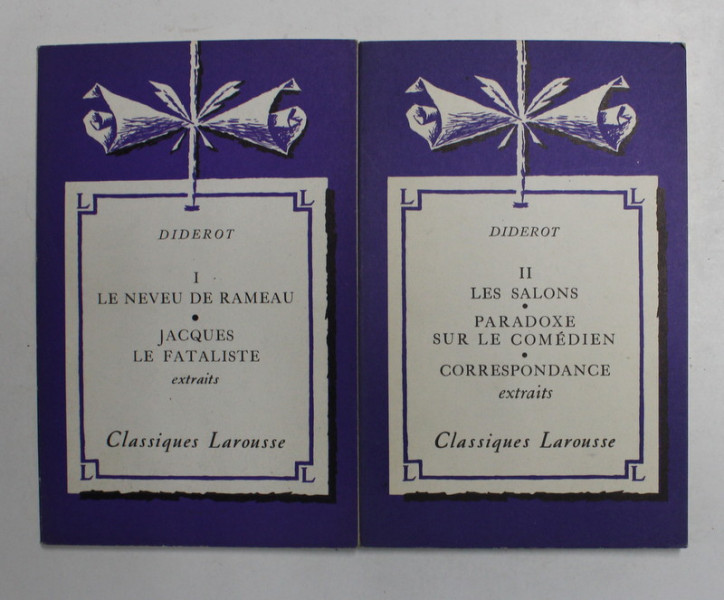 L L
DIDEROT
I
LE NEVEU DE RAMEAU
•
JACQUES
LE FATALISTE
extraits
Classiques Larousse
L L
L L
DIDEROT
II
LES SALONS
•
PARADOXE
SUR LE COMÉDIEN
•
CORRESPONDANCE
extraits
Classiques Larousse
L L